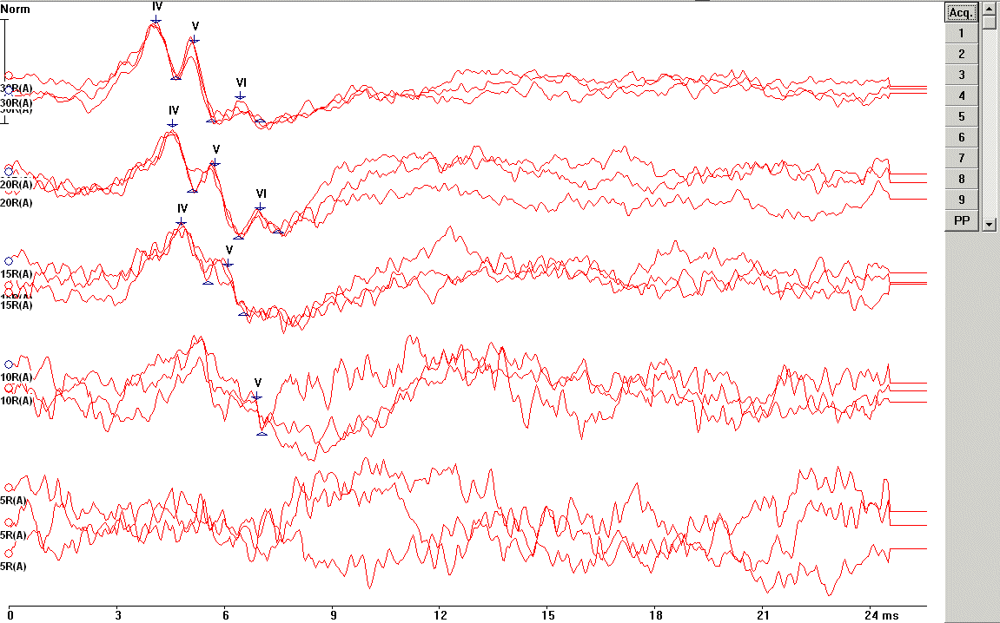 Norm
IV
V
VI
30R(A)
30R(A)
30R(A)
IV
V
VI
20R(A)
20R(A)
IV
V
15R(A)
15R(A)
V
10R(A)
10R(A)
5R(A)
5R(A)
5R(A)
0 3 6 9 12 15 18 21 24 ms
Acq.
1
2
3
4
5
6
7
8
9
PP